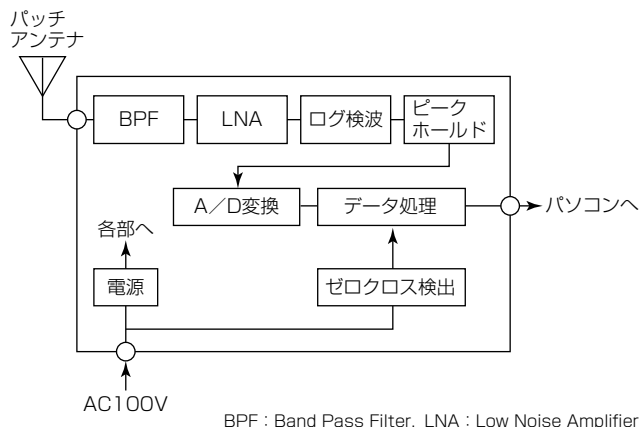 パッチ
アンテナ
BPF
LNA
ログ検波
ピーク
ホールド
A／D変換
データ処理
パソコンへ
各部へ
電源
ゼロクロス検出
AC100V
BPF：Band Pass Filter, LNA：Low Noise Amplifier